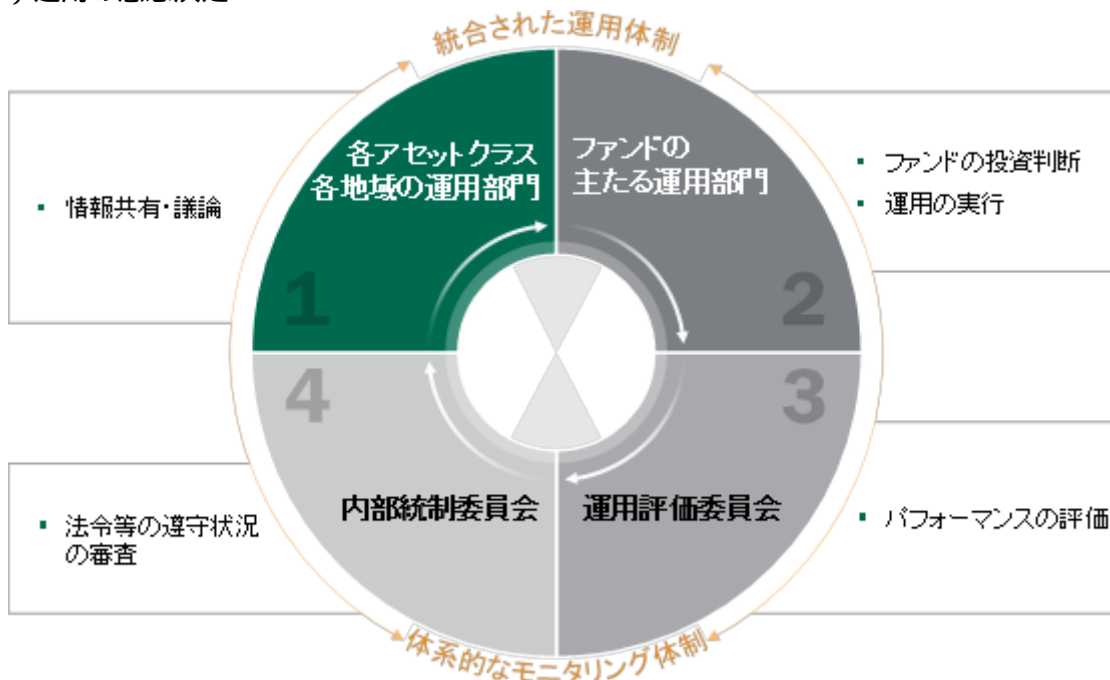 統合された運用体制
各アセットクラス
各地域の運用部門
ファンドの
主たる運用部門
▪ 情報共有・議論
▪ ファンドの投資判断
▪ 運用の実行
1
2
4
3
内部統制委員会
運用評価委員会
▪ 法令等の遵守状況
の審査
▪ パフォーマンスの評価
体系的なモニタリング体制